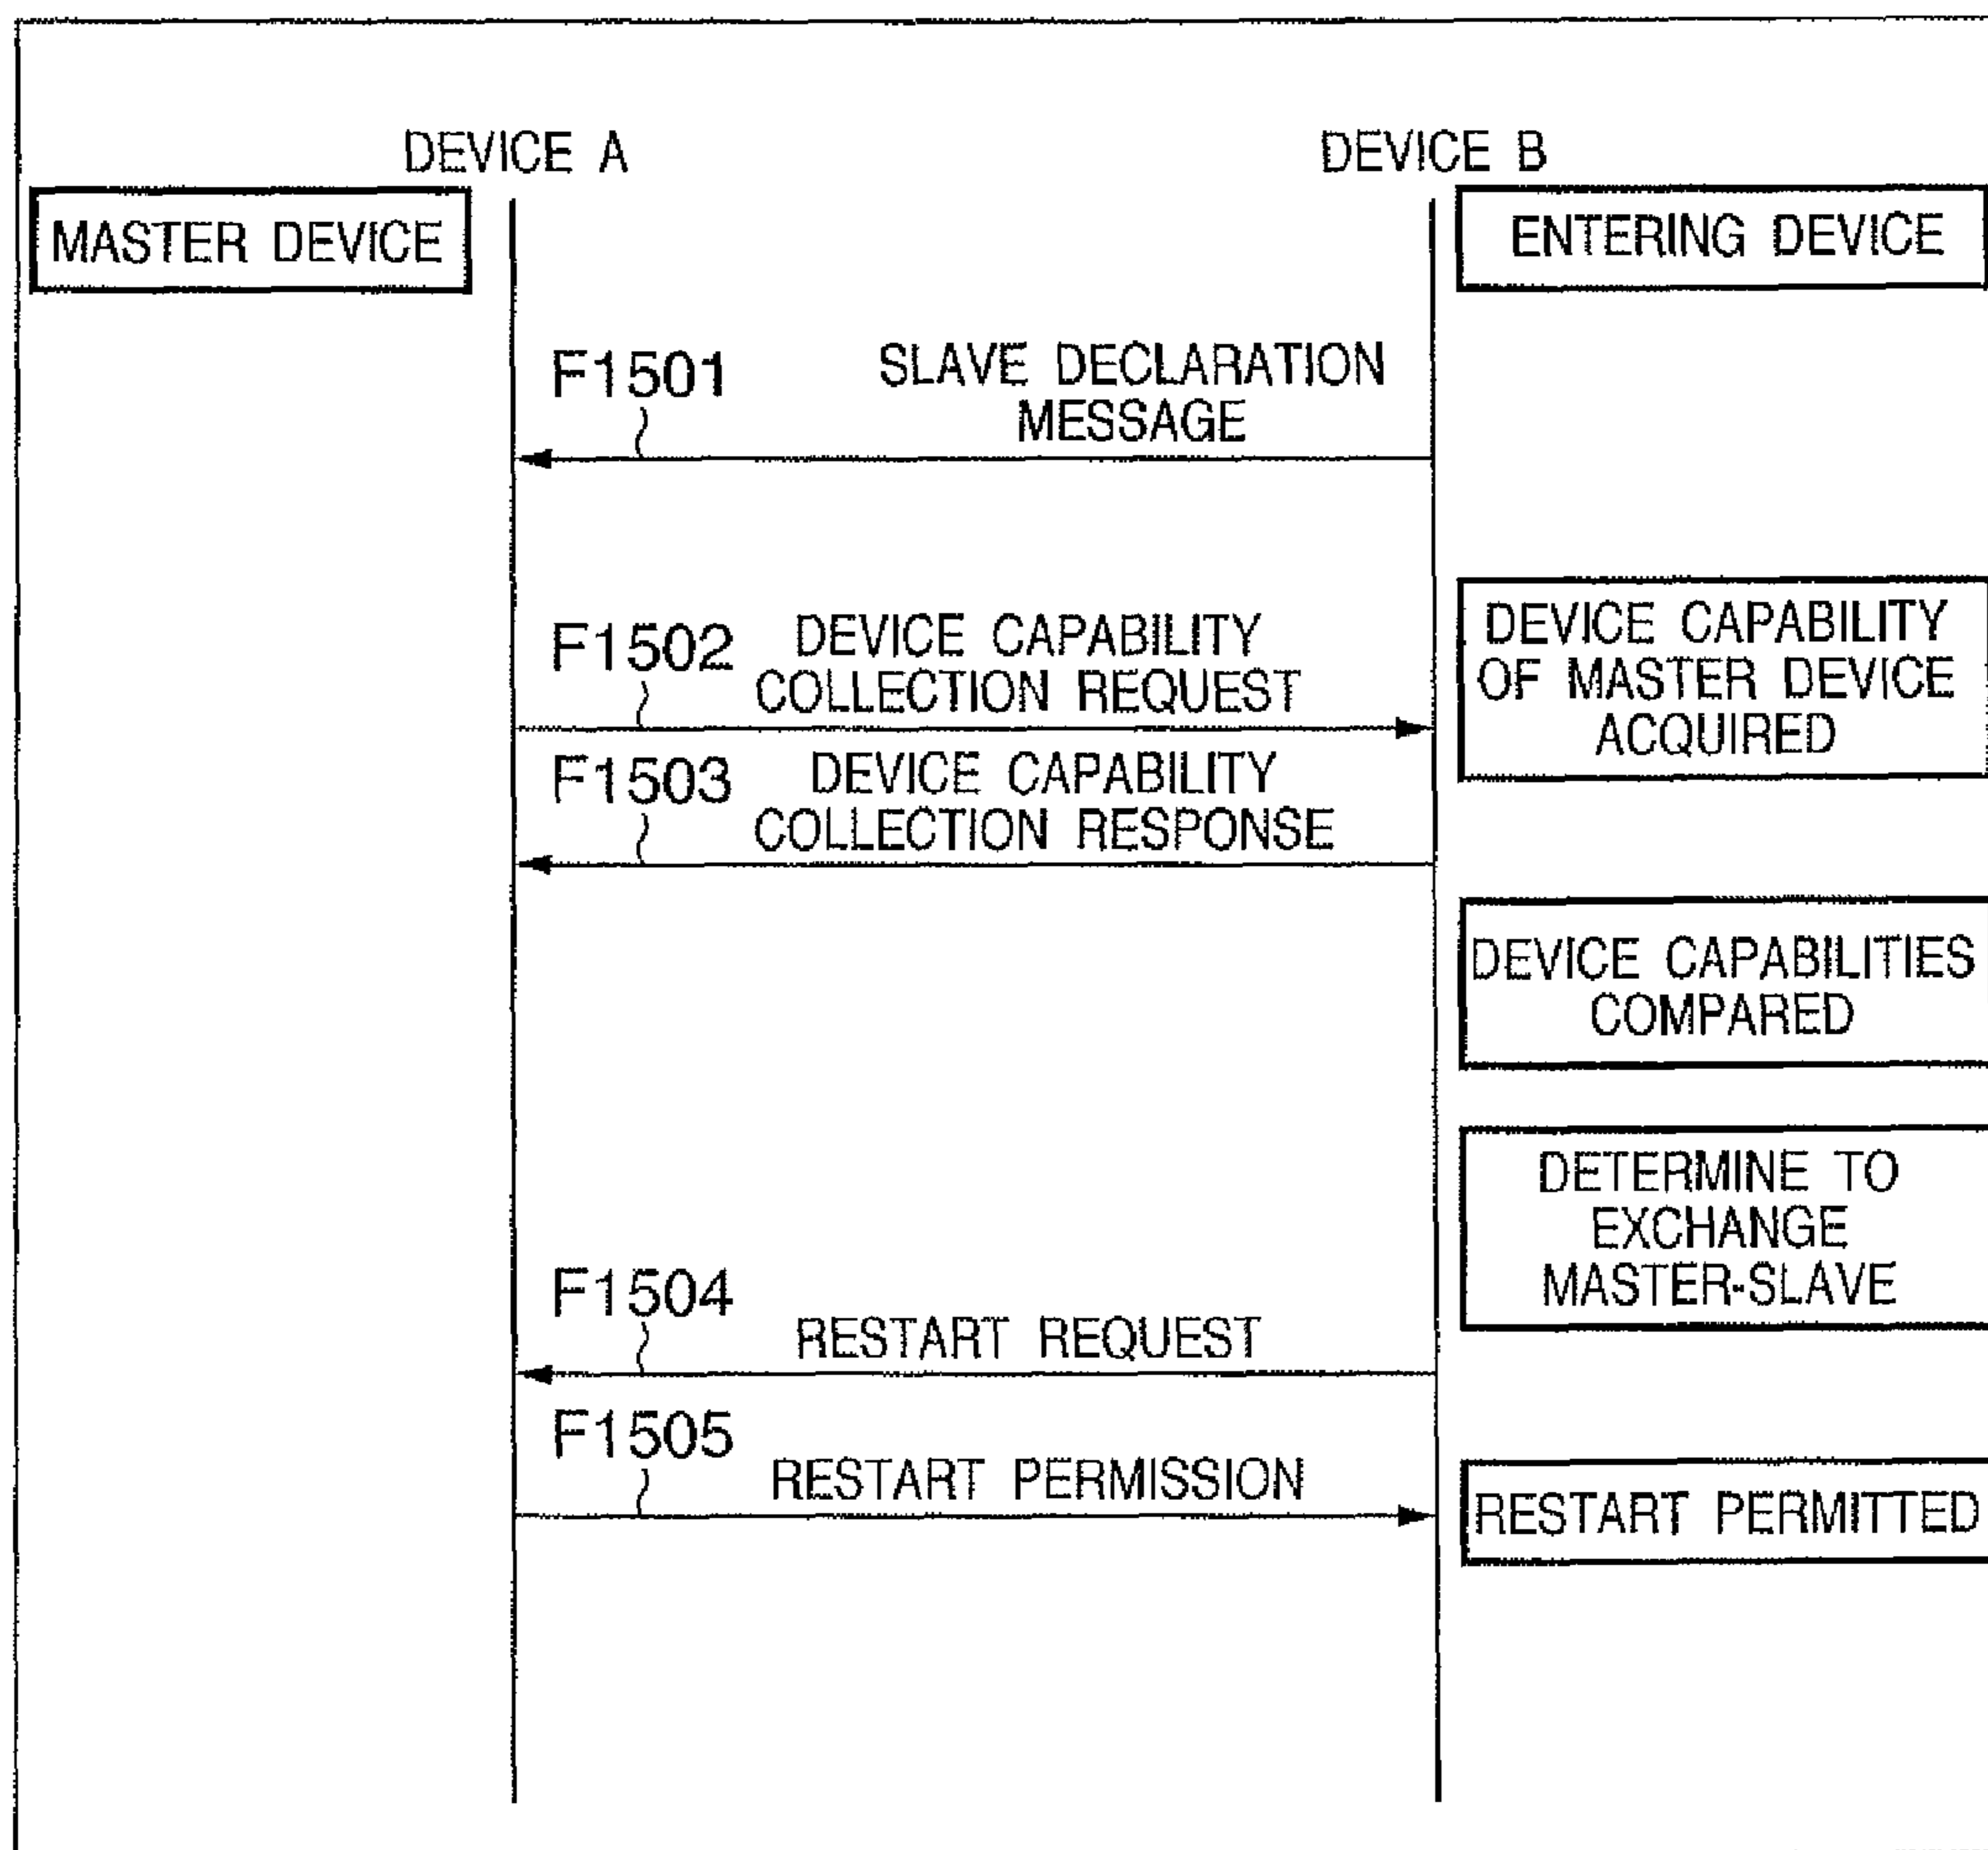 DEVICE A
DEVICE B
MASTER DEVICE
ENTERING DEVICE
F1501
SLAVE DECLARATION
MESSAGE
F1502
DEVICE CAPABILITY
COLLECTION REQUEST
DEVICE CAPABILITY
OF MASTER DEVICE
ACQUIRED
F1503
DEVICE CAPABILITY
COLLECTION RESPONSE
DEVICE CAPABILITIES
COMPARED
DETERMINE TO
EXCHANGE
MASTER-SLAVE
F1504
RESTART REQUEST
F1505
RESTART PERMISSION
RESTART PERMITTED